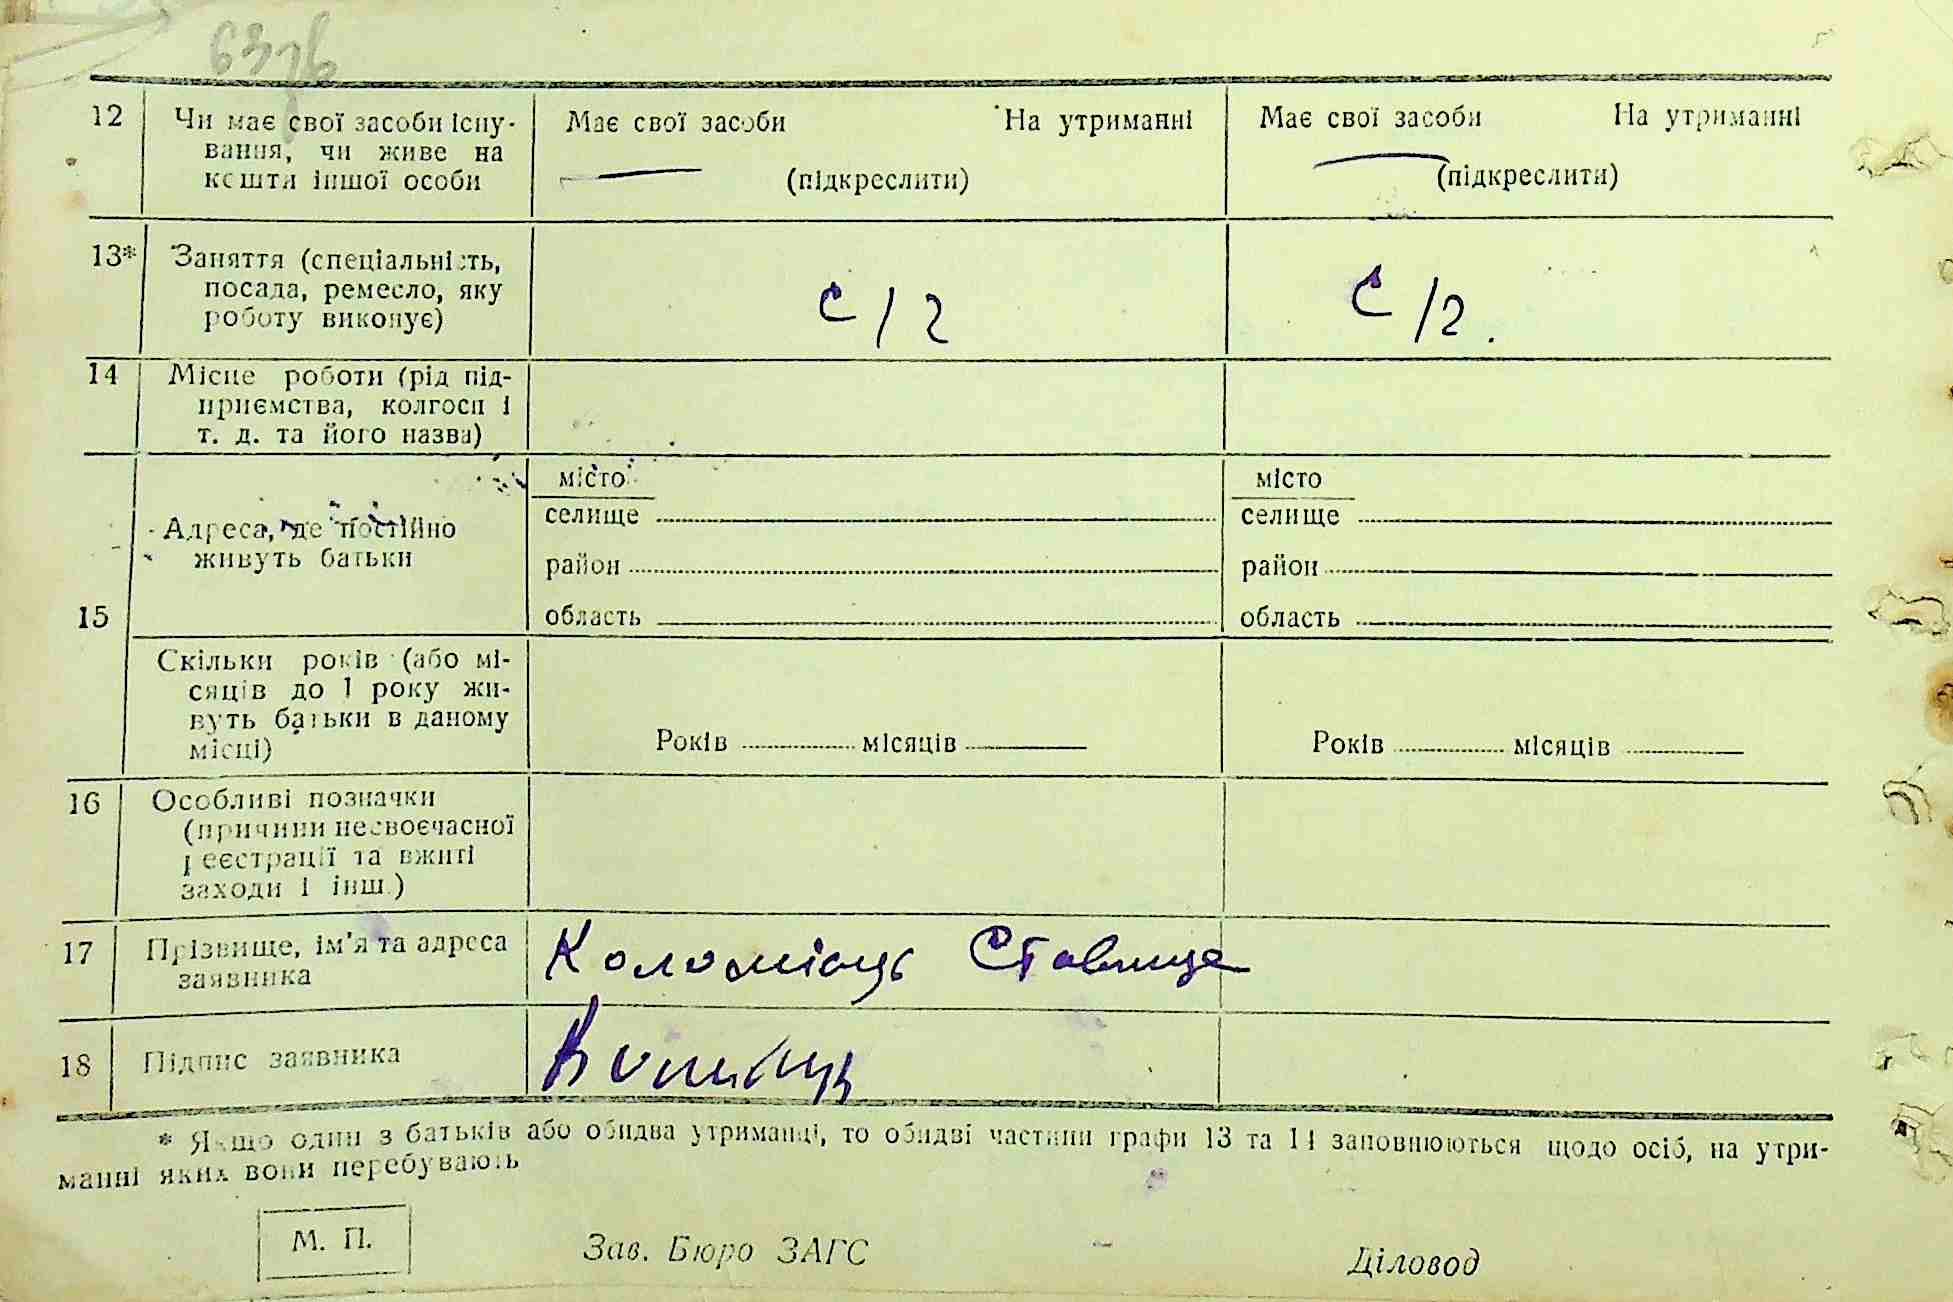 12 Чи має свої засоби існу-
вання, чи живе на
кошти іншої особи
Має свої засоби На утриманні
(підкреслити)
Має свої засоби На утриманні
(підкреслити)
13* Заняття (спеціальність,
посада, ремесло, яку
роботу виконує)
с/г
с/г.
14 Місце роботи (рід під-
приємства, колгосп і
т. д. та його назва)
15 Адреса, де постійно
живуть батьки
місто
селище
район
область
місто
селище
район
область
Скільки років (або мі-
сяців до 1 року жи-
вуть батьки в даному
місці)
Років місяців
Років місяців
16 Особливі позначки
(причини несвоєчасної
реєстрації та вжиті
заходи і інш.)
17 Прізвище, ім'я та адреса
заявника
Коломієць Ставище
18 Підпис заявника
* Якщо один з батьків або обидва утриманці, то обидві частини графи 13 та 14 заповнюються щодо осіб, на утри-
манні яких вони перебувають
М. П.
Зав. Бюро ЗАГС
Діловод